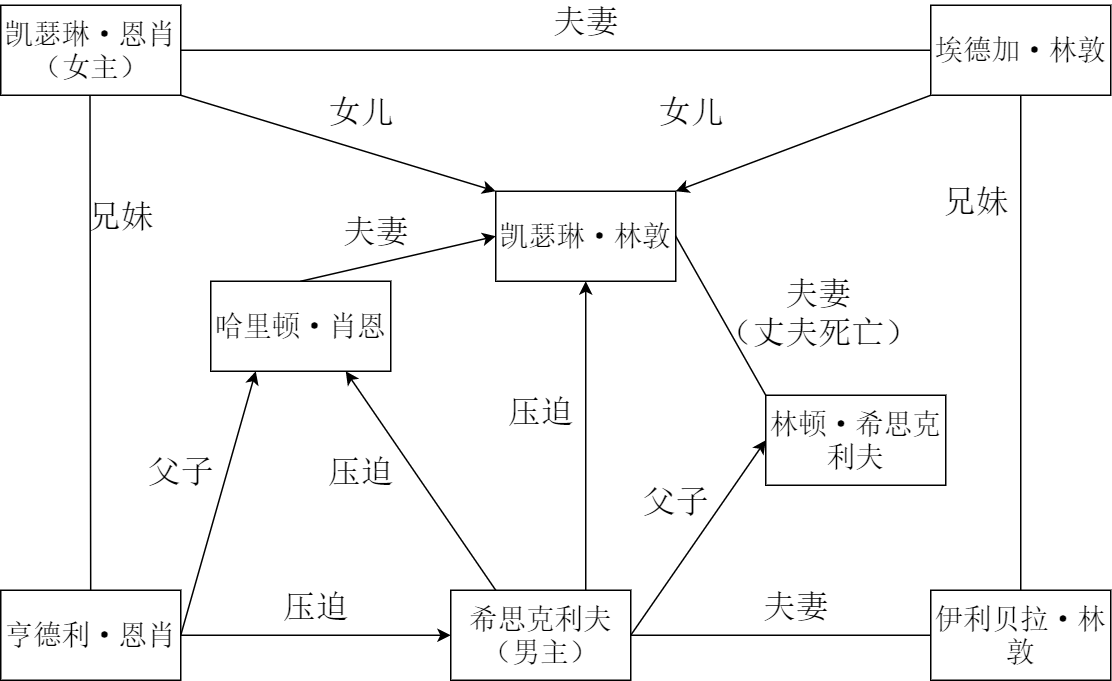 夫妻
凯瑟琳·恩肖
（女主）
埃德加·林敦
女儿
女儿
兄妹
兄妹
夫妻
凯瑟琳·林敦
夫妻
（丈夫死亡）
哈里顿·肖恩
压迫
林顿·希思克
利夫
父子
压迫
父子
压迫
夫妻
亨德利·恩肖
希思克利夫
（男主）
伊利贝拉·林
敦